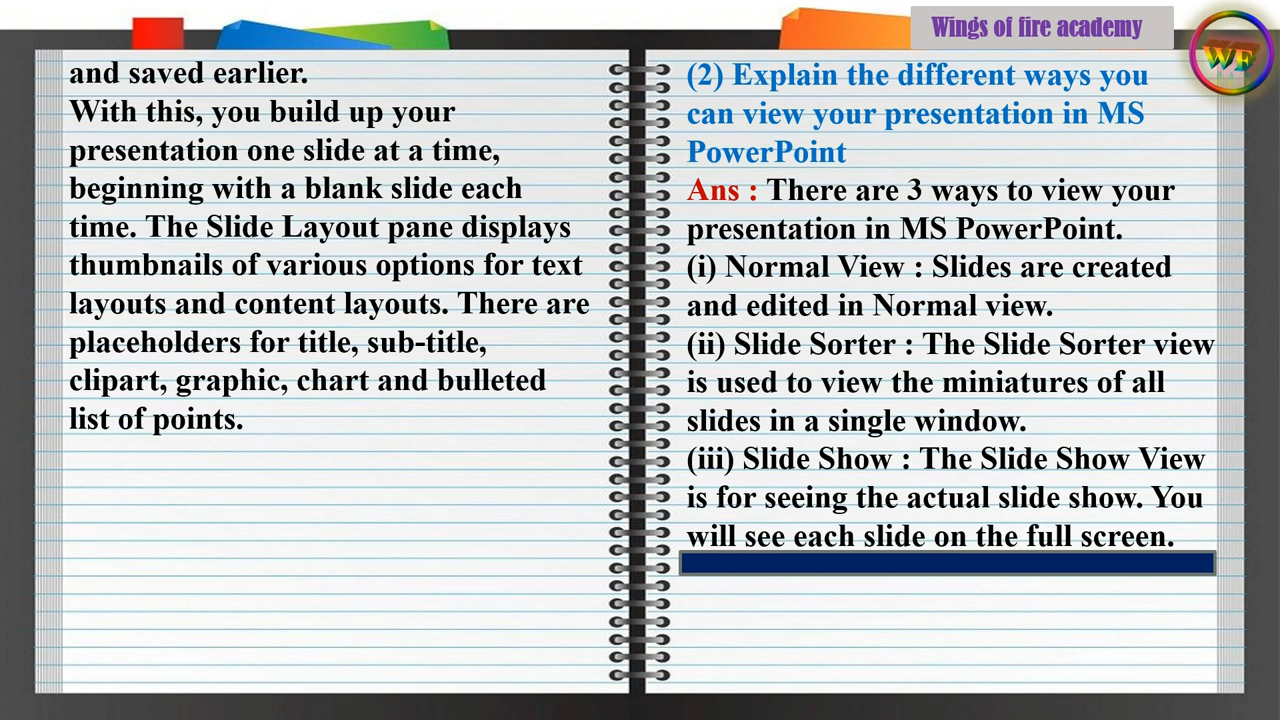 Wings of fire academy
WF
and saved earlier.
With this, you build up your
presentation one slide at a time,
beginning with a blank slide each
time. The Slide Layout pane displays
thumbnails of various options for text
layouts and content layouts. There are
placeholders for title, sub-title,
clipart, graphic, chart and bulleted
list of points.
(2) Explain the different ways you
can view your presentation in MS
PowerPoint
Ans : There are 3 ways to view your
presentation in MS PowerPoint.
(i) Normal View : Slides are created
and edited in Normal view.
(ii) Slide Sorter : The Slide Sorter view
is used to view the miniatures of all
slides in a single window.
(iii) Slide Show : The Slide Show View
is for seeing the actual slide show. You
will see each slide on the full screen.